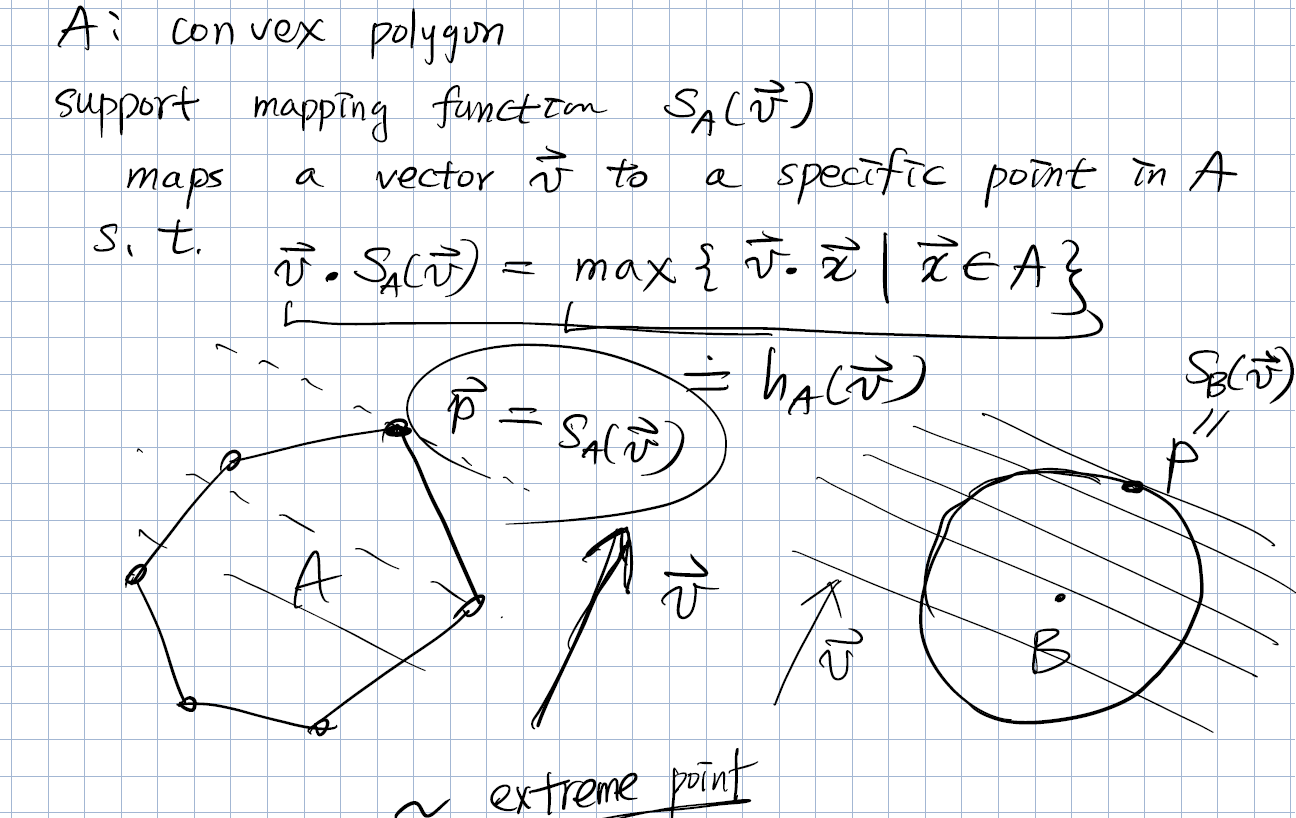 A: convex polygon
support mapping function S_A(v⃗)
maps a vector v⃗ to a specific point in A
s.t. v⃗ · S_A(v⃗) = max{ v⃗ · x⃗ | x⃗ ∈ A }
≐ h_A(v⃗)
p⃗ = S_A(v⃗)
S_B(v⃗)
"
P
A
v⃗
v⃗
B
~ extreme point